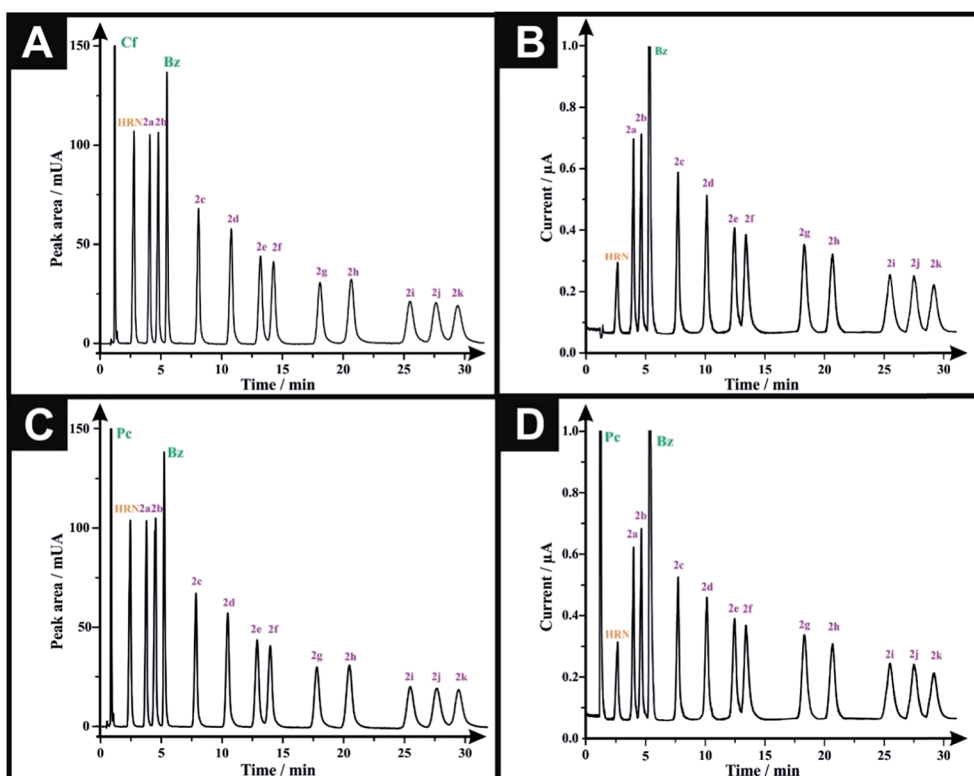 A
Cf
Bz
HRN 2a 2b
2c
2d
2e 2f
2g 2h
2i 2j 2k
150
100
50
0
Peak area / mUA
0 5 10 15 20 25 30
Time / min
B
Bz
2b
2a
2c
2d
HRN
2e 2f
2g
2h
2i 2j 2k
1.0
0.8
0.6
0.4
0.2
0.0
Current / µA
0 5 10 15 20 25 30
Time / min
C
Pc
Bz
HRN 2a 2b
2c
2d
2e 2f
2g 2h
2i 2j 2k
150
100
50
0
Peak area / mUA
0 5 10 15 20 25 30
Time / min
D
Pc
Bz
2b
2a
2c
2d
HRN
2e 2f
2g 2h
2i 2j 2k
1.0
0.8
0.6
0.4
0.2
0.0
Current / µA
0 5 10 15 20 25 30
Time / min